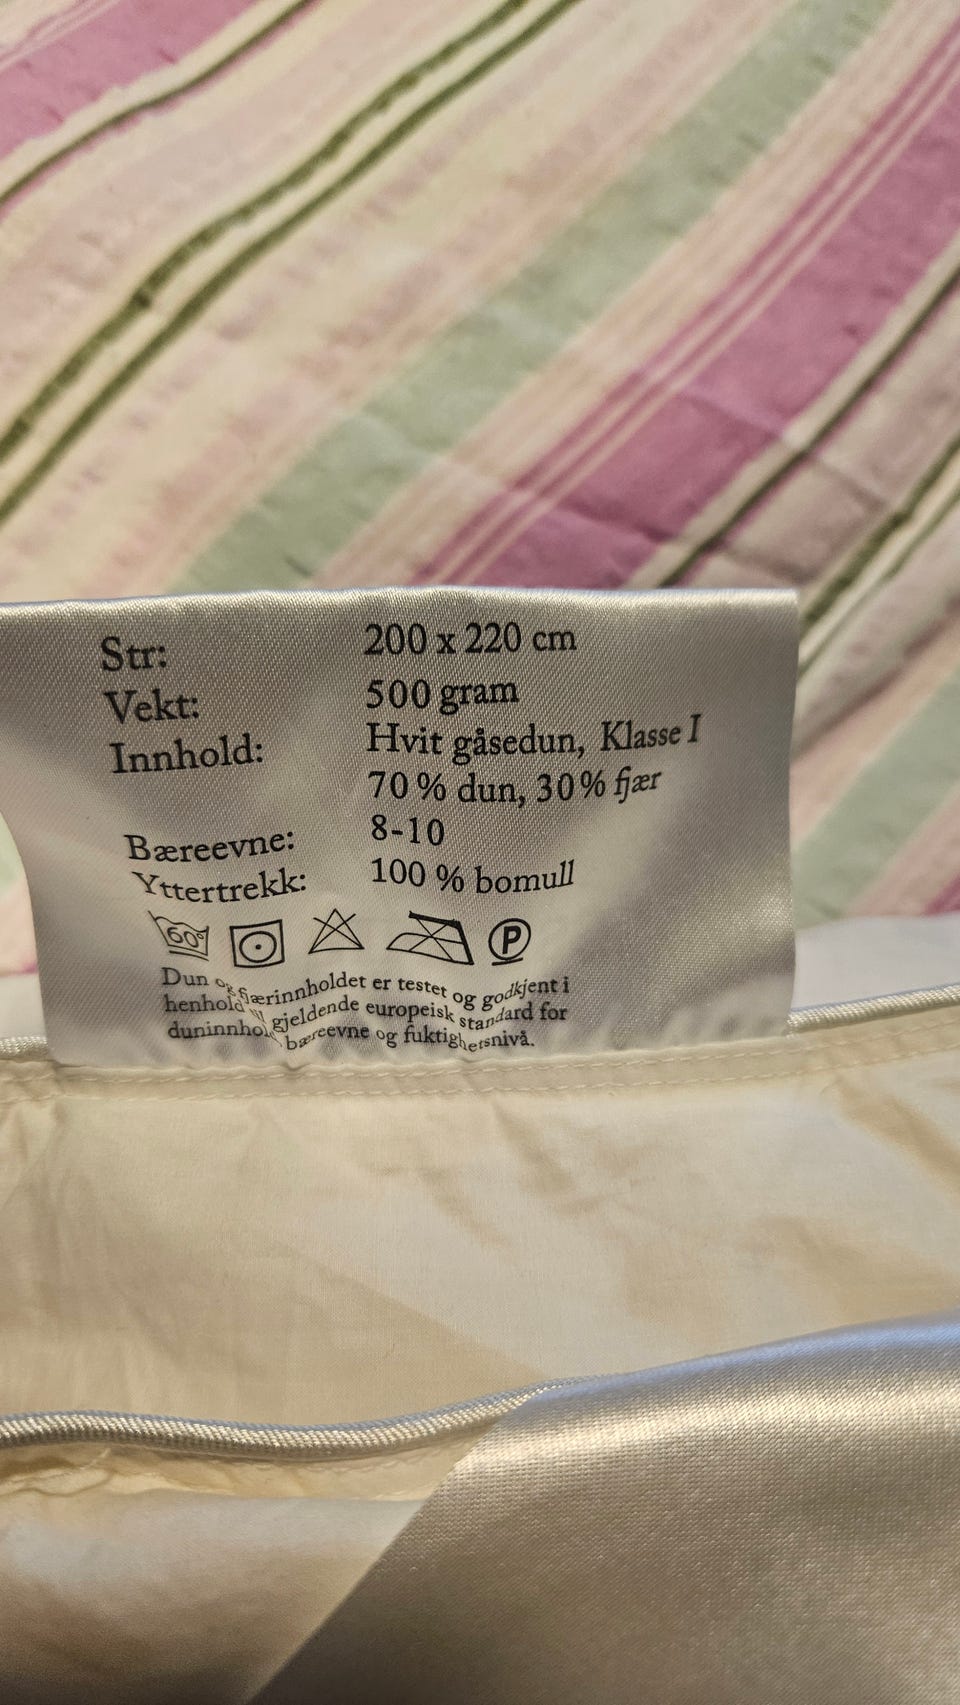 Str: 200 x 220 cm
Vekt: 500 gram
Innhold: Hvit gåsedun, Klasse I
70 % dun, 30 % fjær
Bæreevne: 8-10
Yttertrekk: 100 % bomull
60° P
Dun og fjærinnholdet er testet og godkjent i
henhold til gjeldende europeisk standard for
duninnhold, bæreevne og fuktighetsnivå.